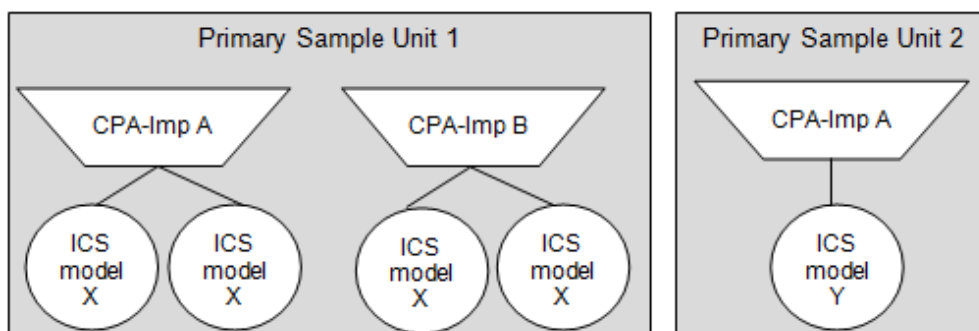 Primary Sample Unit 1
CPA-Imp A
CPA-Imp B
ICS
model
X
ICS
model
X
ICS
model
X
ICS
model
X
Primary Sample Unit 2
CPA-Imp A
ICS
model
Y